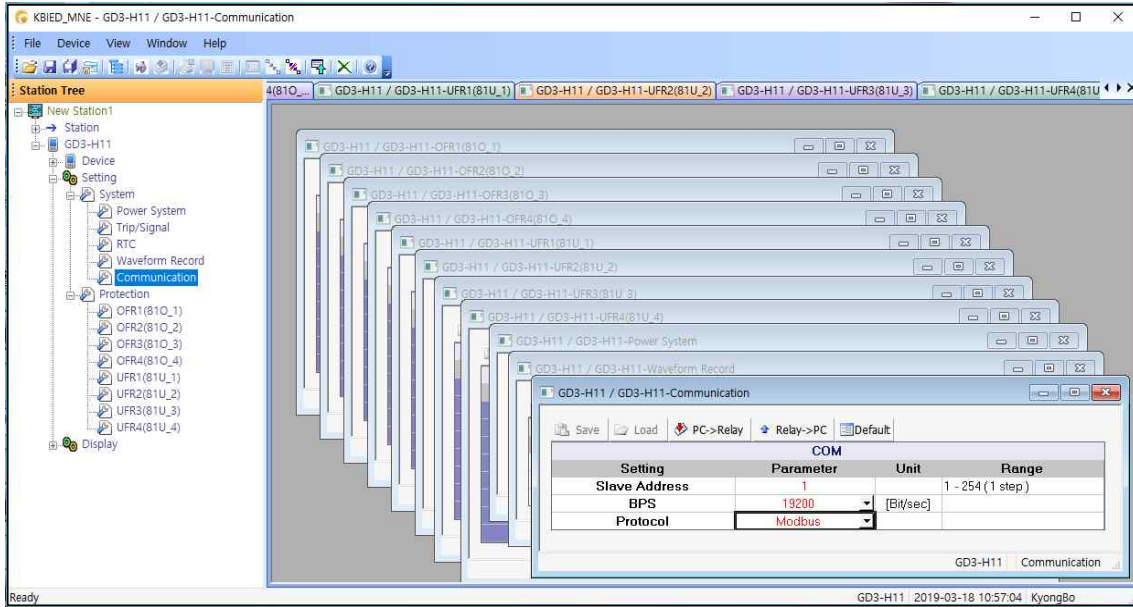 KBIED_MNE - GD3-H11 / GD3-H11-Communication
File Device View Window Help
Station Tree
4(81O_... GD3-H11 / GD3-H11-UFR1(81U_1) GD3-H11 / GD3-H11-UFR2(81U_2) GD3-H11 / GD3-H11-UFR3(81U_3) GD3-H11 / GD3-H11-UFR4(81U
New Station1
Station
GD3-H11
Device
Setting
System
Power System
Trip/Signal
RTC
Waveform Record
Communication
Protection
OFR1(81O_1)
OFR2(81O_2)
OFR3(81O_3)
OFR4(81O_4)
UFR1(81U_1)
UFR2(81U_2)
UFR3(81U_3)
UFR4(81U_4)
Display
GD3-H11 / GD3-H11-OFR1(81O_1)
GD3-H11 / GD3-H11-OFR2(81O_2)
GD3-H11 / GD3-H11-OFR3(81O_3)
GD3-H11 / GD3-H11-OFR4(81O_4)
GD3-H11 / GD3-H11-UFR1(81U_1)
GD3-H11 / GD3-H11-UFR2(81U_2)
GD3-H11 / GD3-H11-UFR3(81U_3)
GD3-H11 / GD3-H11-UFR4(81U_4)
GD3-H11 / GD3-H11-Power System
GD3-H11 / GD3-H11-Waveform Record
GD3-H11 / GD3-H11-Communication
Save Load PC->Relay Relay->PC Default
COM
Setting Parameter Unit Range
Slave Address 1 1 - 254 ( 1 step )
BPS 19200 [Bit/sec]
Protocol Modbus
GD3-H11 Communication
Ready GD3-H11 2019-03-18 10:57:04 KyongBo